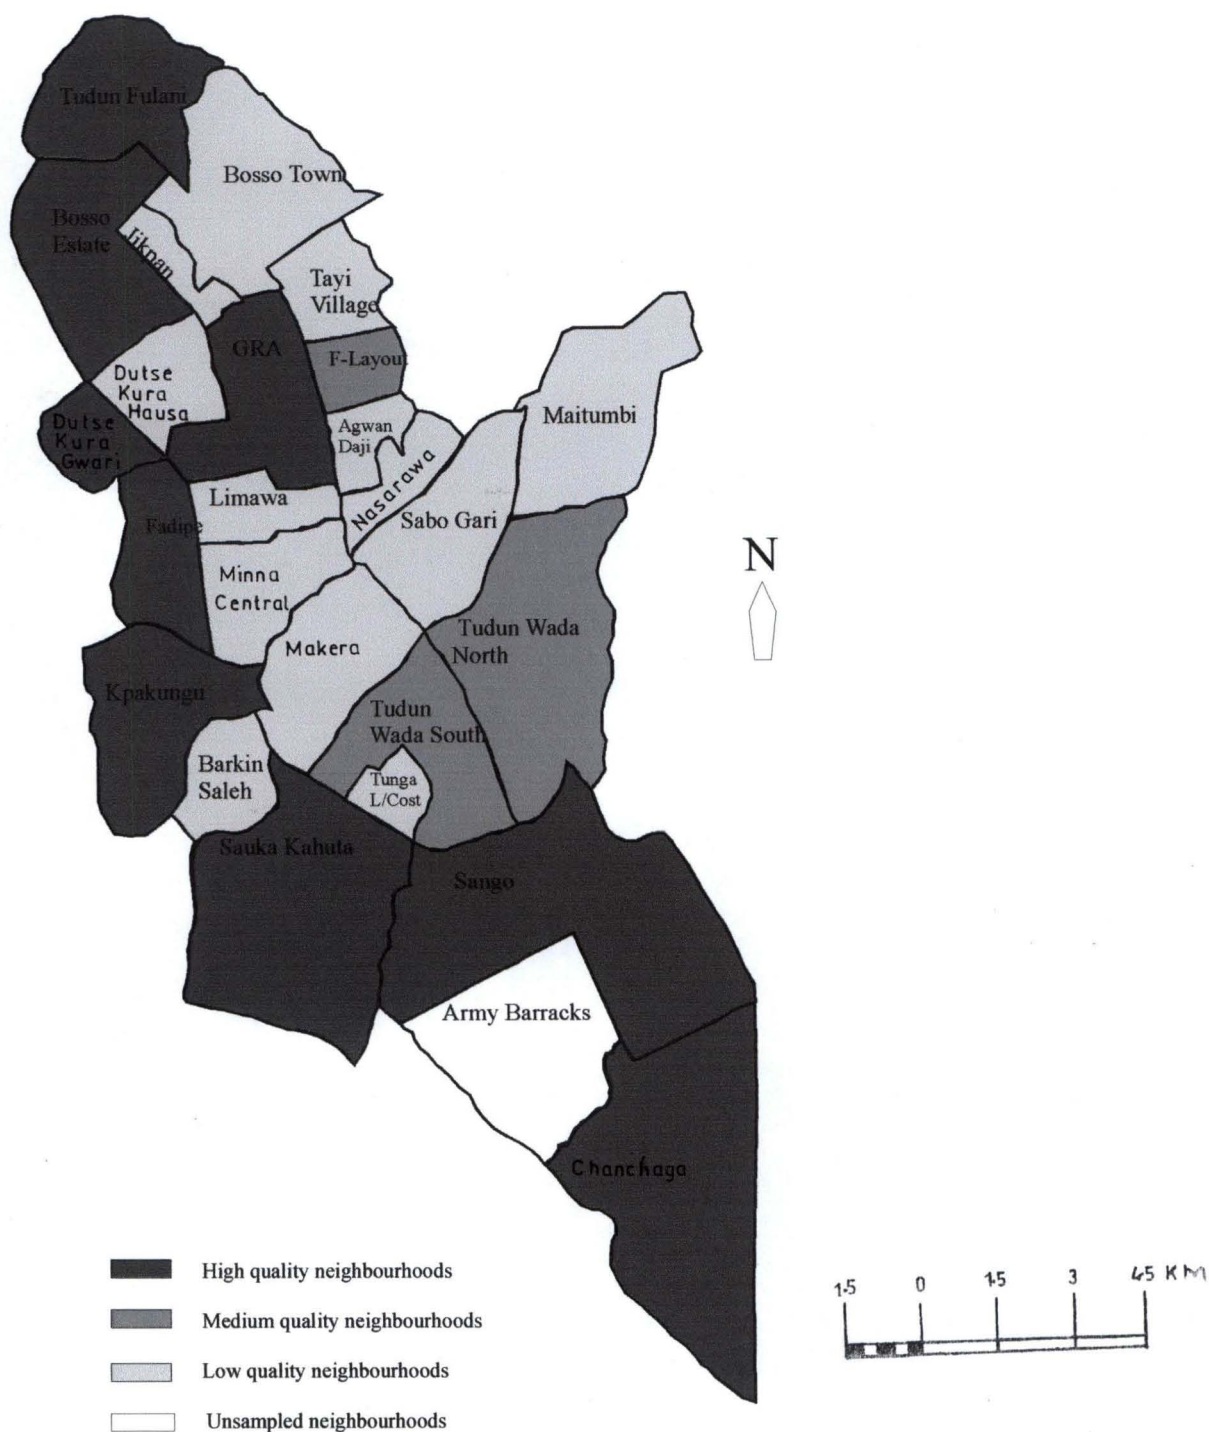 Tudun Fulani
Bosso Town
Bosso
Estate
Jikpan
Tayi
Village
GRA
F-Layout
Dutse
Kura
Hausa
Maitumbi
Dutse
Kura
Gwari
Agwan
Daji
Nasarawa
Limawa
Sabo Gari
Fadipe
N
Minna
Central
Tudun Wada
North
Makera
Kpakungu
Tudun
Wada South
Barkin
Saleh
Tunga
L/Cost
Sauka Kahuta
Sango
Army Barracks
Chanchaga
High quality neighbourhoods
Medium quality neighbourhoods
Low quality neighbourhoods
Unsampled neighbourhoods
1·5 0 1·5 3 4·5 KM